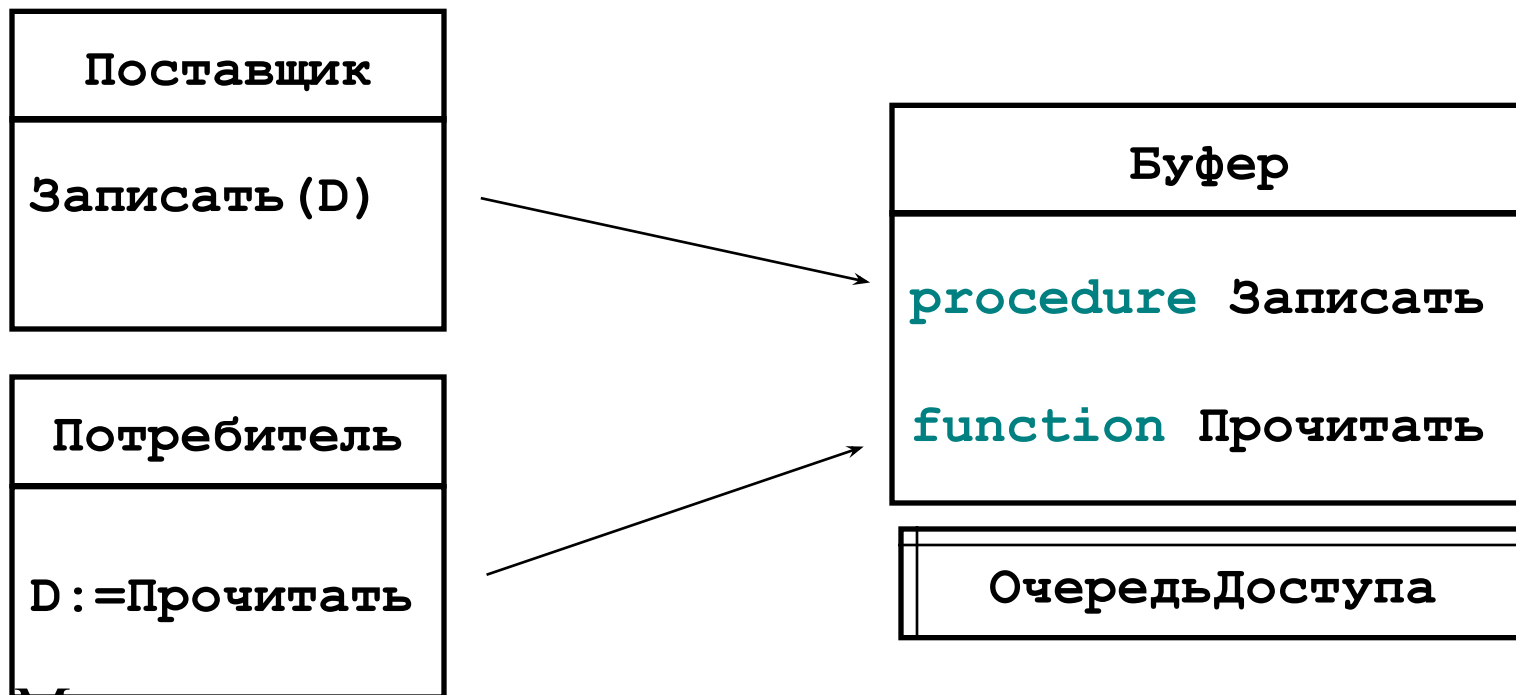 Поставщик
Записать(D)
Потребитель
D:=Прочитать
Буфер
procedure Записать
function Прочитать
ОчередьДоступа